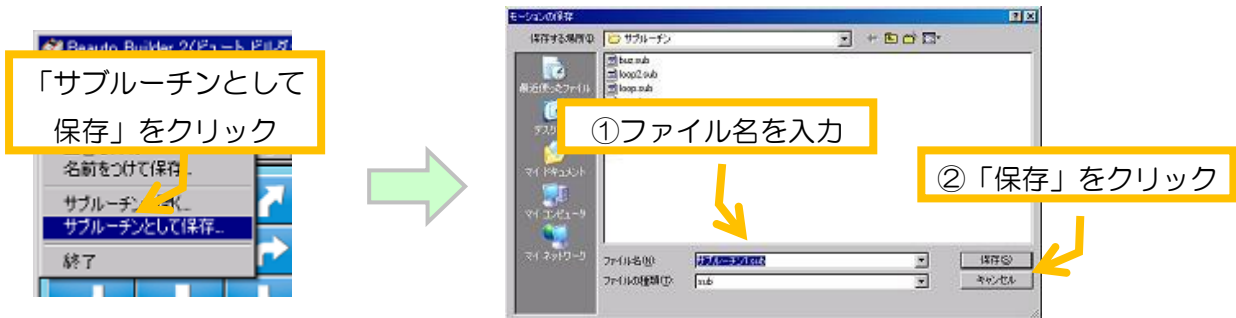 Beauto Builder 2(ビュート ビルダ
「サブルーチンとして
保存」をクリック
名前をつけて保存...
サブルーチン
サブルーチンとして保存...
終了
モーションの保存
保存する場所(I):
サブルーチン
最近使ったファイル
マイ ドキュメント
マイ コンピュータ
マイ ネットワーク
buz.sub
loop2.sub
loop.sub
①ファイル名を入力
②「保存」をクリック
ファイル名(N):
サブルーチン1.sub
保存(S)
ファイルの種類(T):
sub
キャンセル